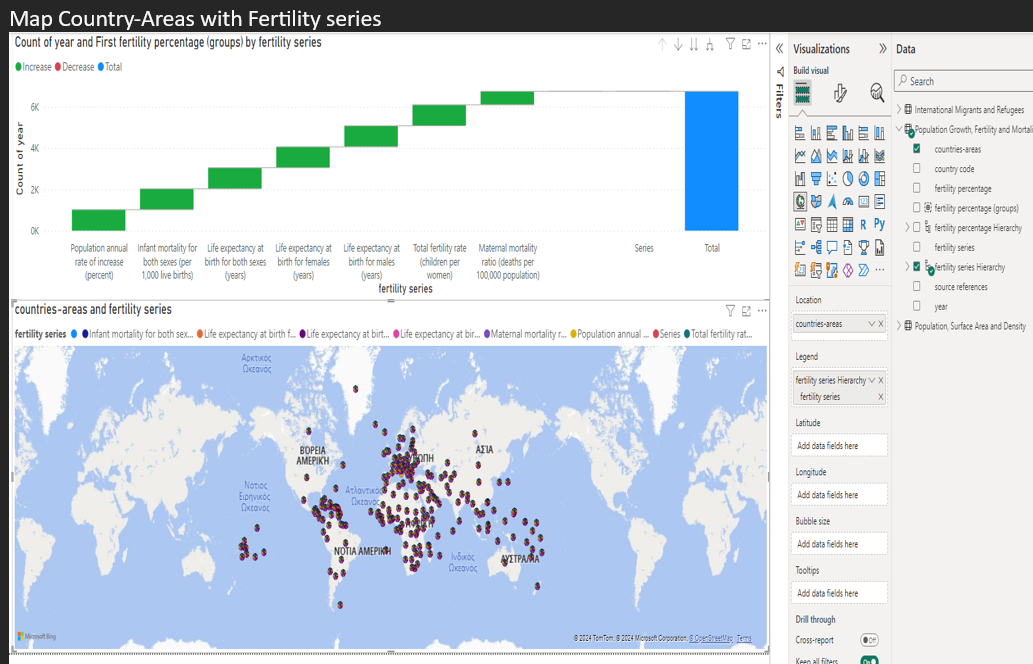 Map Country-Areas with Fertility series
Count of year and First fertility percentage (groups) by fertility series
Increase Decrease Total
Count of year
6K
4K
2K
0K
Population annual rate of increase (percent)
Infant mortality for both sexes (per 1,000 live births)
Life expectancy at birth for both sexes (years)
Life expectancy at birth for females (years)
Life expectancy at birth for males (years)
Total fertility rate (children per women)
Maternal mortality ratio (deaths per 100,000 population)
Series
Total
fertility series
countries-areas and fertility series
fertility series Infant mortality for both sex... Life expectancy at birth f... Life expectancy at birt... Life expectancy at bir... Maternal mortality r... Population annual ... Series Total fertility rat...
Αρκτικός
Ωκεανός
ΒΟΡΕΙΑ
ΑΜΕΡΙΚΗ
ΑΣΙΑ
Νότιος
Ειρηνικός
Ωκεανός
Ατλαντικός
Ωκεανός
ΝΟΤΙΑ ΑΜΕΡΙΚΗ
Ινδικός
Ωκεανός
ΑΥΣΤΡΑΛΙΑ
Microsoft Bing
© 2024 TomTom, © 2024 Microsoft Corporation, © OpenStreetMap Terms
Filters
Visualizations
Build visual
R
Py
Location
countries-areas
Legend
fertility series Hierarchy
fertility series
Latitude
Add data fields here
Longitude
Add data fields here
Bubble size
Add data fields here
Tooltips
Add data fields here
Drill through
Cross-report
Off
Keep all filters
On
Data
Search
International Migrants and Refugees
Population Growth, Fertility and Mortali
countries-areas
country code
fertility percentage
fertility percentage (groups)
fertility percentage Hierarchy
fertility series
fertility series Hierarchy
source references
year
Population, Surface Area and Density